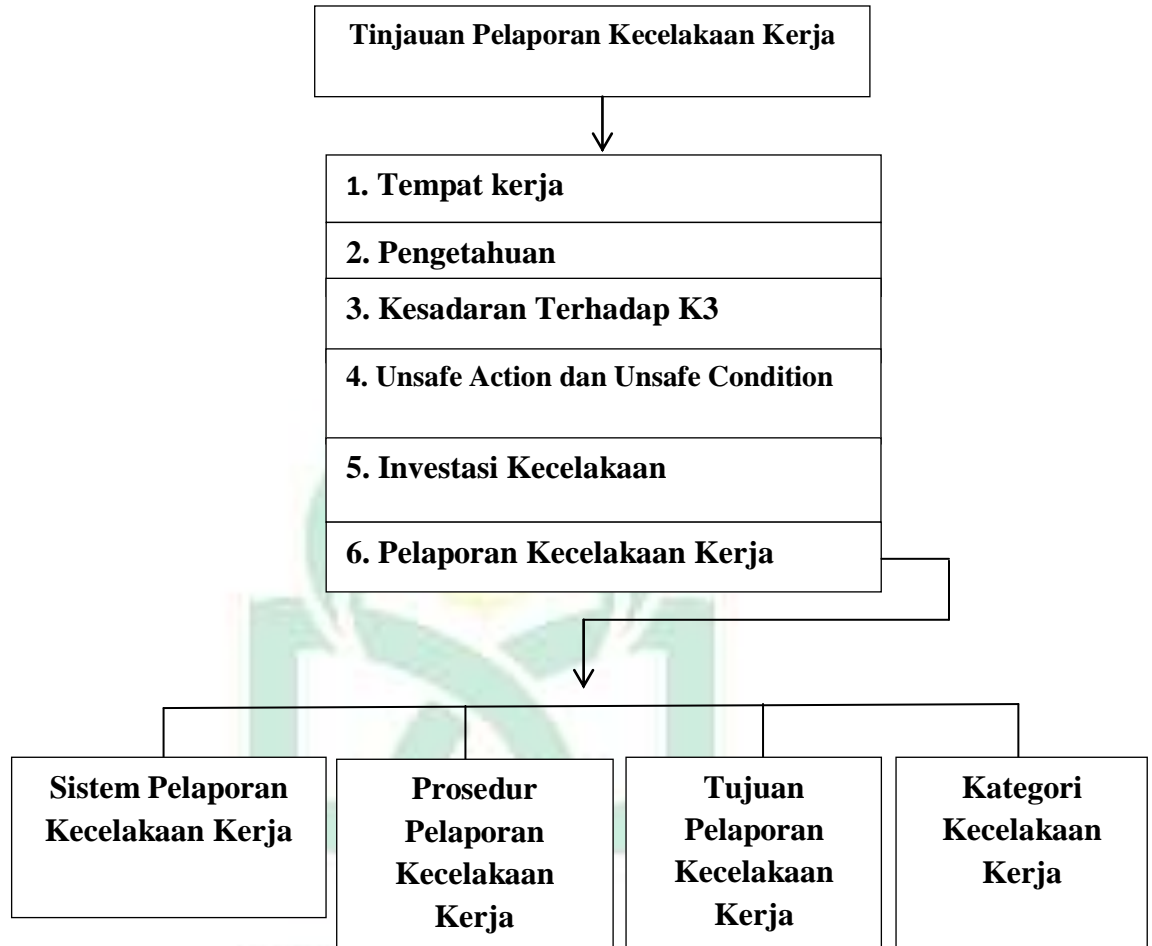 Tinjauan Pelaporan Kecelakaan Kerja
1. Tempat kerja
2. Pengetahuan
3. Kesadaran Terhadap K3
4. Unsafe Action dan Unsafe Condition
5. Investasi Kecelakaan
6. Pelaporan Kecelakaan Kerja
Sistem Pelaporan
Kecelakaan Kerja
Prosedur
Pelaporan
Kecelakaan
Kerja
Tujuan
Pelaporan
Kecelakaan
Kerja
Kategori
Kecelakaan
Kerja